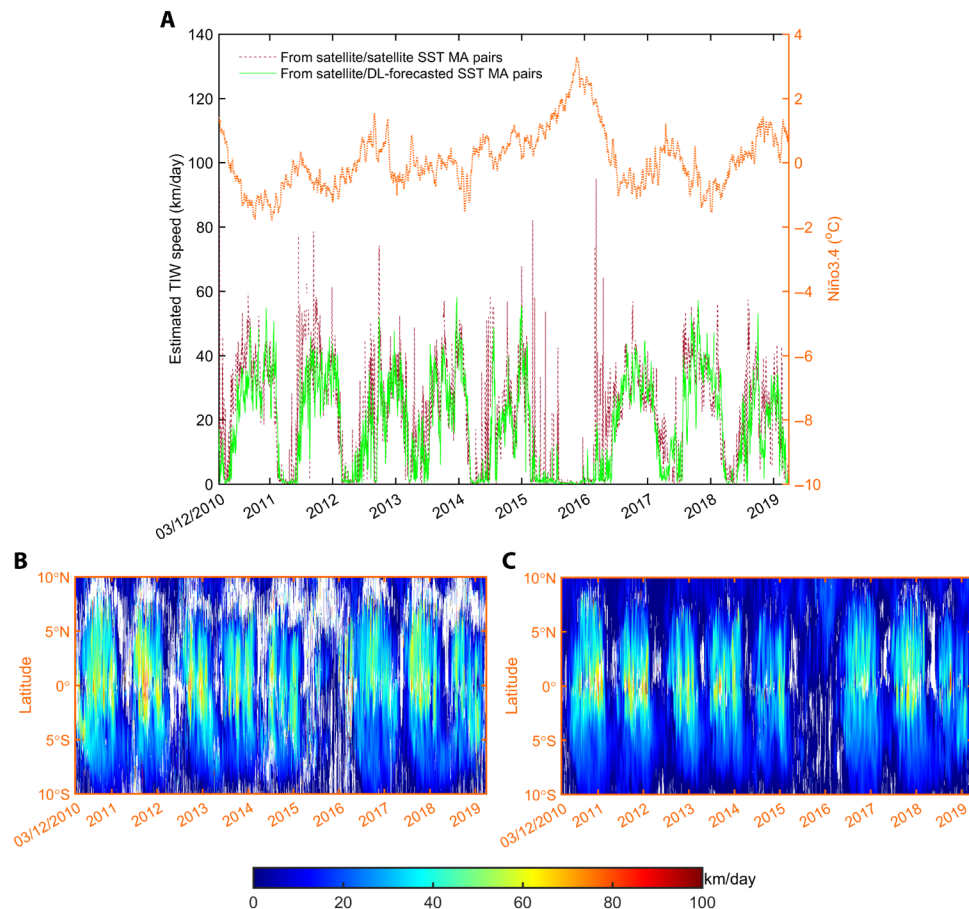 A
140
120
100
80
60
40
20
0
Estimated TIW speed (km/day)
From satellite/satellite SST MA pairs
From satellite/DL-forecasted SST MA pairs
4
2
0
−2
−4
−6
−8
−10
Niño3.4 (°C)
03/12/2010 2011 2012 2013 2014 2015 2016 2017 2018 2019
B
10°N
5°N
0°
5°S
10°S
Latitude
03/12/2010 2011 2012 2013 2014 2015 2016 2017 2018 2019
C
10°N
5°N
0°
5°S
10°S
Latitude
03/12/2010 2011 2012 2013 2014 2015 2016 2017 2018 2019
km/day
0 20 40 60 80 100